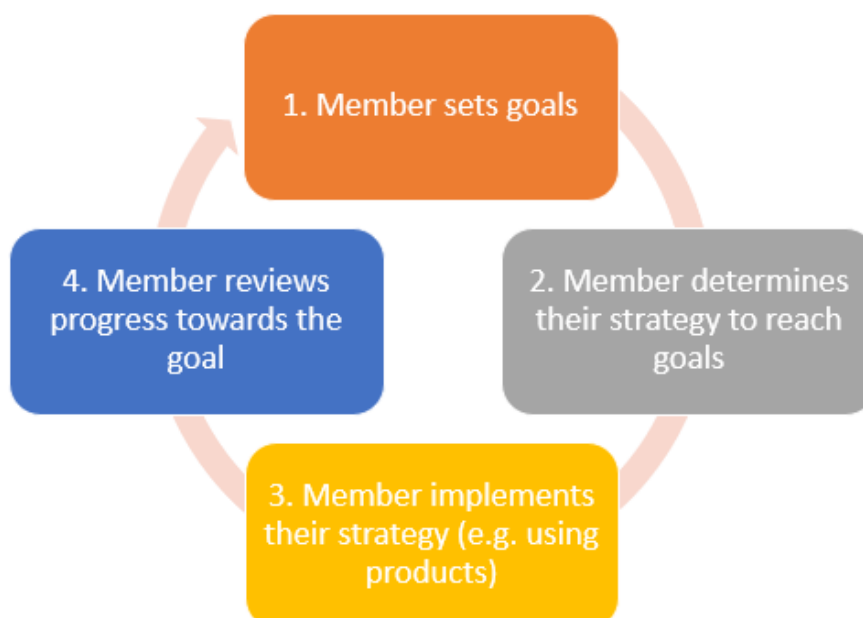 1. Member sets goals
2. Member determines
their strategy to reach
goals
3. Member implements
their strategy (e.g. using
products)
4. Member reviews
progress towards the
goal